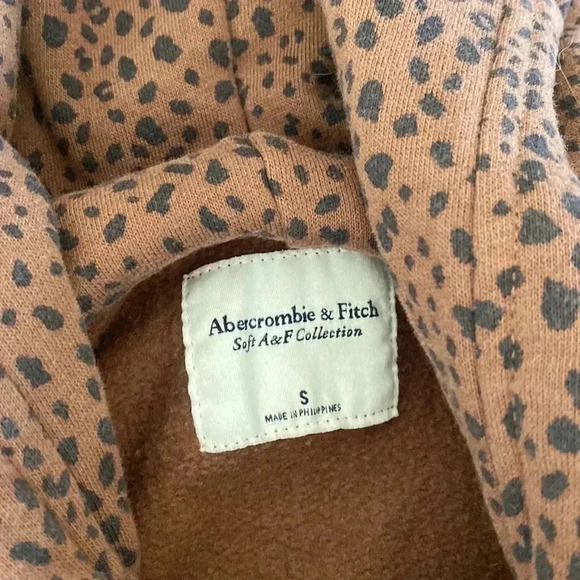 Abercrombie & Fitch
Soft A&F Collection
S
MADE IN PHILIPPINES